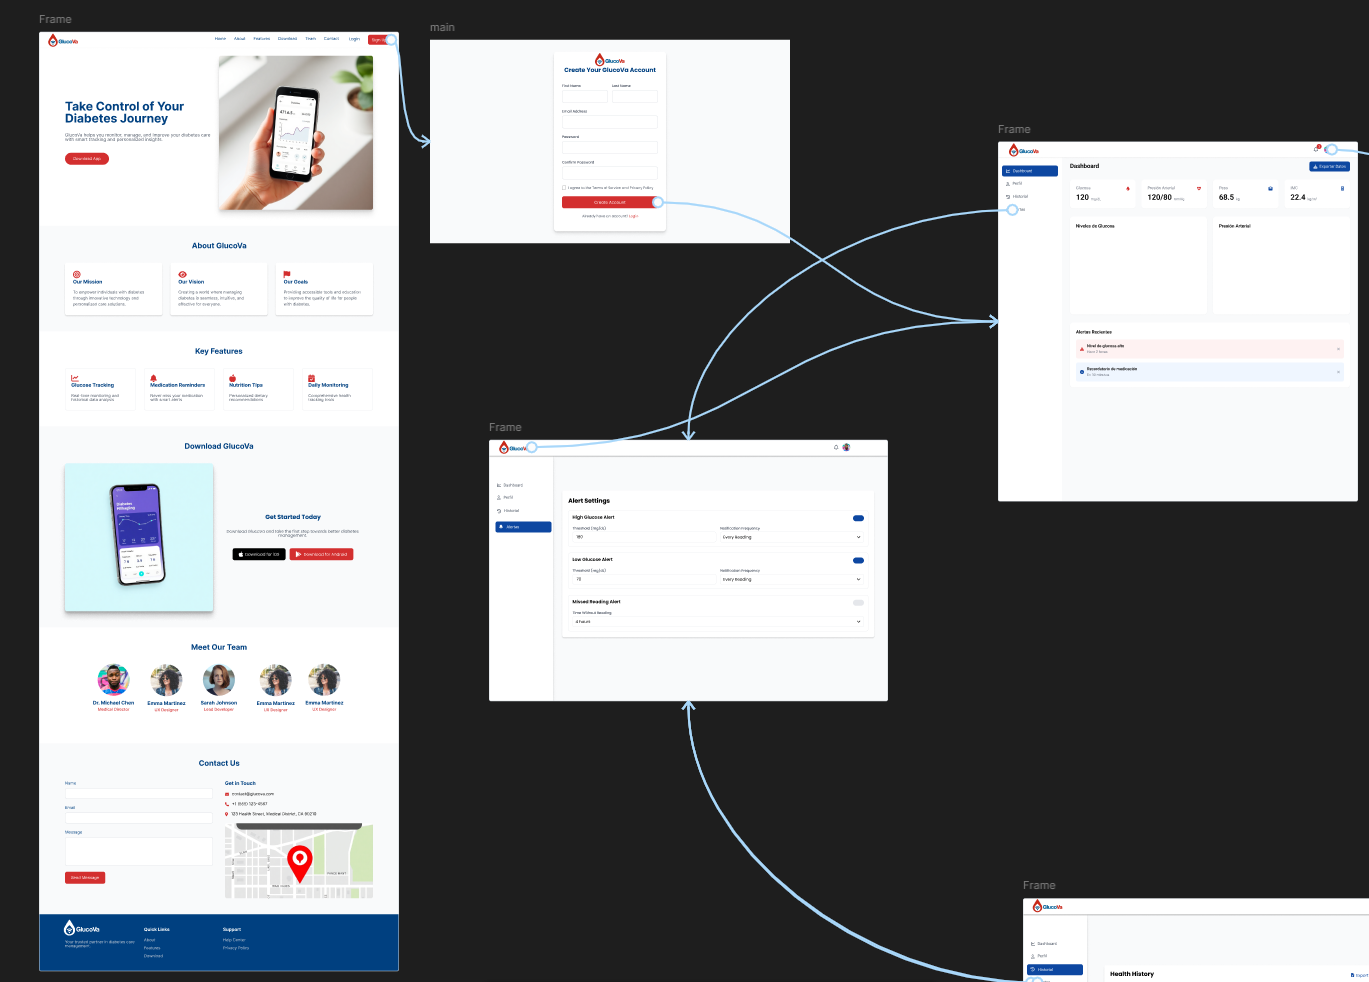 Frame
GlucoVa
Home About Features Download Team Contact Login
Take Control of Your
Diabetes Journey
GlucoVa helps you monitor, manage, and improve your diabetes care
with smart tracking and personalized insights.
Download App
About GlucoVa
Our Mission
To empower individuals with diabetes
through innovative technology and
personalized care solutions.
Our Vision
Creating a world where managing
diabetes is seamless, intuitive, and
effective for everyone.
Our Goals
Providing accessible tools and education
to improve the quality of life for people
with diabetes.
Key Features
Glucose Tracking
Real-time monitoring and
historical data analysis
Medication Reminders
Never miss your medication
with smart alerts
Nutrition Tips
Personalized dietary
recommendations
Daily Monitoring
Comprehensive health
tracking tools
Download GlucoVa
Get Started Today
Download GlucoVa and take the first step towards better diabetes
management.
Download for iOS
Download for Android
Meet Our Team
Dr. Michael Chen
Medical Director
Emma Martinez
UX Designer
Sarah Johnson
Lead Developer
Emma Martinez
UX Designer
Emma Martinez
UX Designer
Contact Us
Name
Email
Message
Send Message
Get in Touch
contact@glucova.com
+1 (555) 123-4567
123 Health Street, Medical District, CA 90210
GlucoVa
Your trusted partner in diabetes care
management.
Quick Links
About
Features
Download
Support
Help Center
Privacy Policy
main
GlucoVa
Create Your GlucoVa Account
First Name
Last Name
Email Address
Password
Confirm Password
I agree to the Terms of Service and Privacy Policy
Create Account
Already have an account? Login
Frame
GlucoVa
Dashboard
Perfil
Historial
Dashboard
Exportar Datos
Glucosa
120 mg/dL
Presión Arterial
120/80 mmHg
Peso
68.5 kg
IMC
22.4 kg/m²
Niveles de Glucosa
Presión Arterial
Alertas Recientes
Nivel de glucosa alto
Hace 2 horas
Recordatorio de medicación
En 30 minutos
Frame
GlucoVa
Dashboard
Perfil
Historial
Alertas
Alert Settings
High Glucose Alert
Threshold (mg/dL)
180
Notification Frequency
Every Reading
Low Glucose Alert
Threshold (mg/dL)
70
Notification Frequency
Every Reading
Missed Reading Alert
Time Without Reading
4 hours
Frame
GlucoVa
Dashboard
Perfil
Historial
Health History
Export